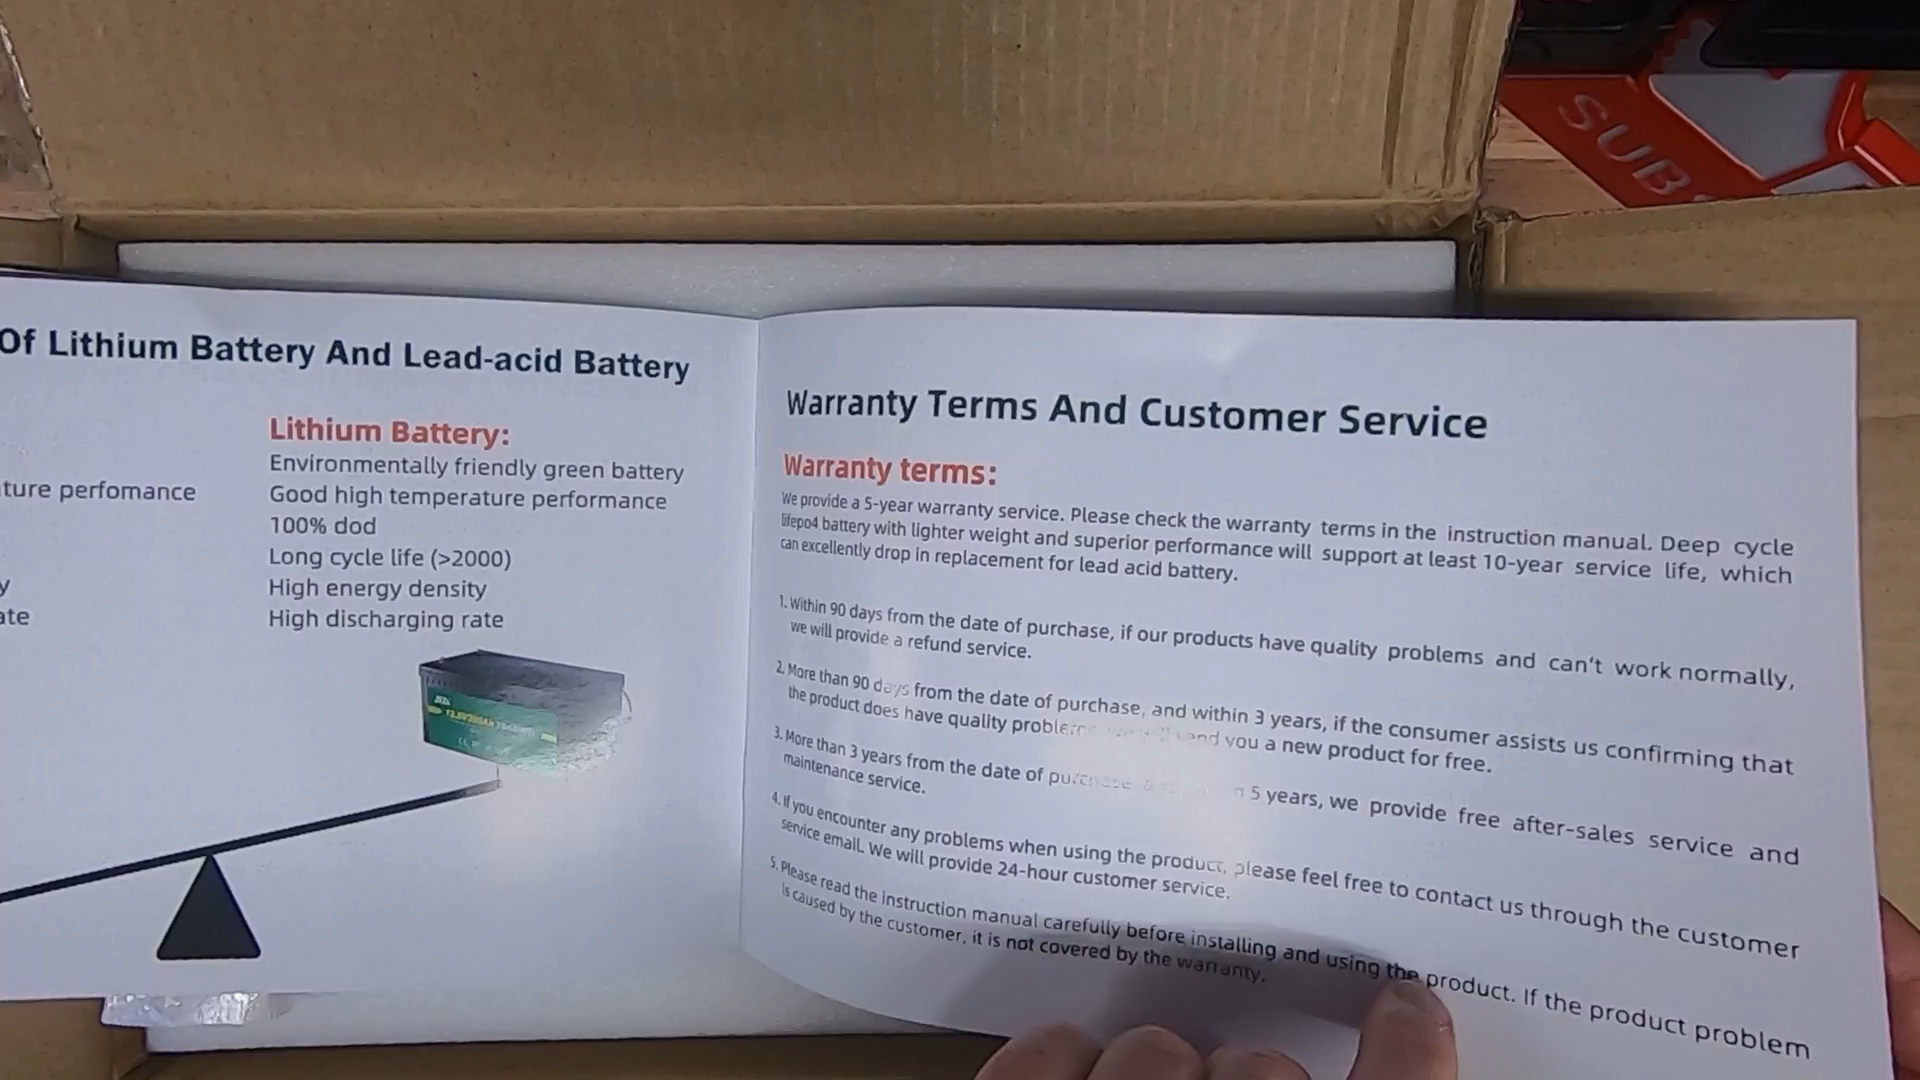 SUB
Of Lithium Battery And Lead-acid Battery
ture perfomance
y
ate
Lithium Battery:
Environmentally friendly green battery
Good high temperature performance
100% dod
Long cycle life (>2000)
High energy density
High discharging rate
Warranty Terms And Customer Service
Warranty terms:
We provide a 5-year warranty service. Please check the warranty terms in the instruction manual. Deep cycle
lifepo4 battery with lighter weight and superior performance will support at least 10-year service life, which
can excellently drop in replacement for lead acid battery.
1. Within 90 days from the date of purchase, if our products have quality problems and can't work normally,
we will provide a refund service.
2. More than 90 days from the date of purchase, and within 3 years, if the consumer assists us confirming that
the product does have quality you a new product for free.
3. More than 3 years from the date of 5 years, we provide free after-sales service and
maintenance service.
4. If you encounter any problems when using the product, please feel free to contact us through the customer
service email. We will provide 24-hour customer service.
5. Please read the instruction manual carefully before installing and using the product. If the product problem
is caused by the customer, it is not covered by the warranty.